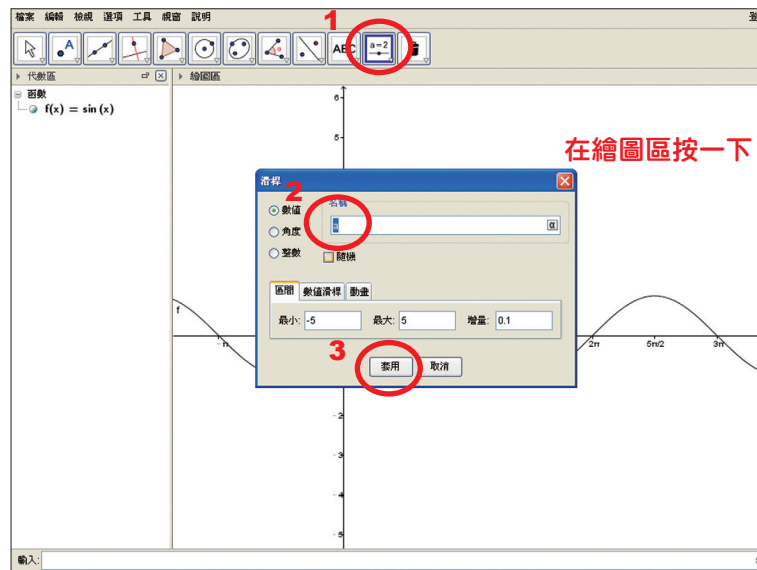 檔案 編輯 檢視 選項 工具 視窗 說明
1
ABC
a=2
代數區
繪圖區
函數
f(x) = sin (x)
6
5
在繪圖區按一下
滑桿
2
數值
名稱
a
α
角度
整數
隨機
區間 數值滑桿 動畫
最小: -5 最大: 5 增量: 0.1
3
套用 取消
f
-π
2π 5π/2 3π
-2
-3
-4
-5
輸入: